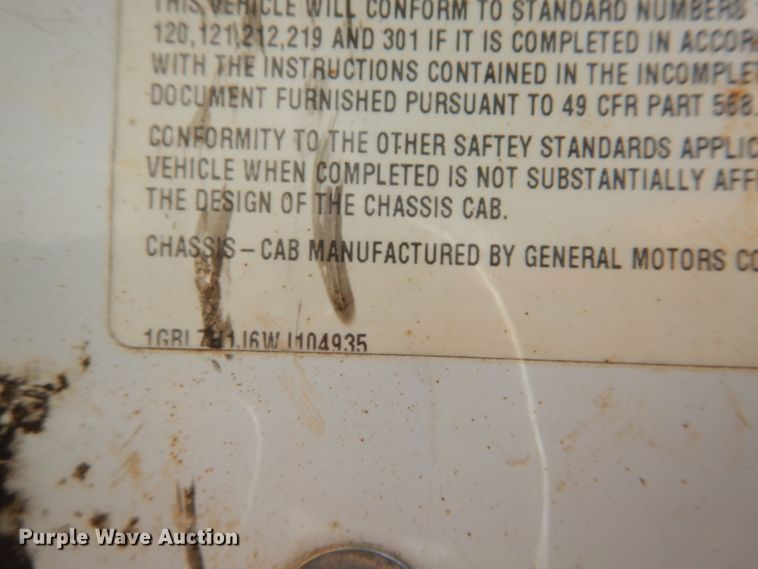 THIS VEHICLE WILL CONFORM TO STANDARD NUMBERS
120,121,212,219 AND 301 IF IT IS COMPLETED IN ACCOR
WITH THE INSTRUCTIONS CONTAINED IN THE INCOMPLET
DOCUMENT FURNISHED PURSUANT TO 49 CFR PART 568.
CONFORMITY TO THE OTHER SAFTEY STANDARDS APPLIC
VEHICLE WHEN COMPLETED IS NOT SUBSTANTIALLY AFF
THE DESIGN OF THE CHASSIS CAB.
CHASSIS-CAB MANUFACTURED BY GENERAL MOTORS CO
Purple Wave Auction